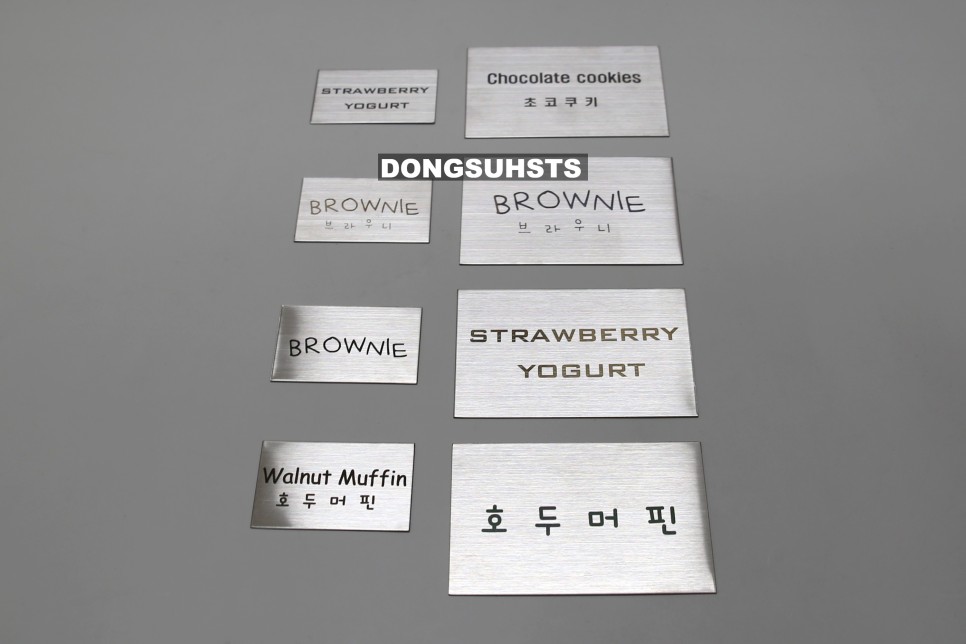 STRAWBERRY
YOGURT
Chocolate cookies
초코쿠키
DONGSUHSTS
BROWNIE
브라우니
BROWNIE
브라우니
BROWNIE
STRAWBERRY
YOGURT
Walnut Muffin
호두머핀
호두머핀